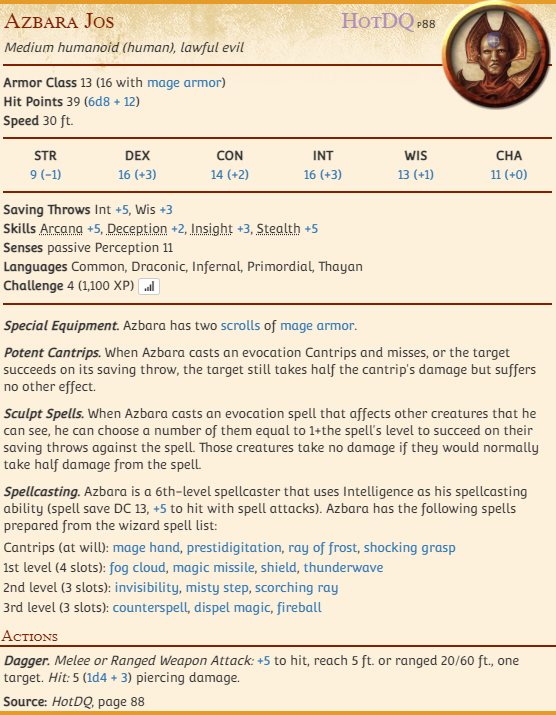 Azbara Jos
HotDQ p88
Medium humanoid (human), lawful evil
Armor Class 13 (16 with mage armor)
Hit Points 39 (6d8 + 12)
Speed 30 ft.
STR DEX CON INT WIS CHA
9 (−1) 16 (+3) 14 (+2) 16 (+3) 13 (+1) 11 (+0)
Saving Throws Int +5, Wis +3
Skills Arcana +5, Deception +2, Insight +3, Stealth +5
Senses passive Perception 11
Languages Common, Draconic, Infernal, Primordial, Thayan
Challenge 4 (1,100 XP)
Special Equipment. Azbara has two scrolls of mage armor.
Potent Cantrips. When Azbara casts an evocation Cantrips and misses, or the target
succeeds on its saving throw, the target still takes half the cantrip's damage but suffers
no other effect.
Sculpt Spells. When Azbara casts an evocation spell that affects other creatures that he
can see, he can choose a number of them equal to 1+the spell's level to succeed on their
saving throws against the spell. Those creatures take no damage if they would normally
take half damage from the spell.
Spellcasting. Azbara is a 6th-level spellcaster that uses Intelligence as his spellcasting
ability (spell save DC 13, +5 to hit with spell attacks). Azbara has the following spells
prepared from the wizard spell list:
Cantrips (at will): mage hand, prestidigitation, ray of frost, shocking grasp
1st level (4 slots): fog cloud, magic missile, shield, thunderwave
2nd level (3 slots): invisibility, misty step, scorching ray
3rd level (3 slots): counterspell, dispel magic, fireball
Actions
Dagger. Melee or Ranged Weapon Attack: +5 to hit, reach 5 ft. or ranged 20/60 ft., one
target. Hit: 5 (1d4 + 3) piercing damage.
Source: HotDQ, page 88